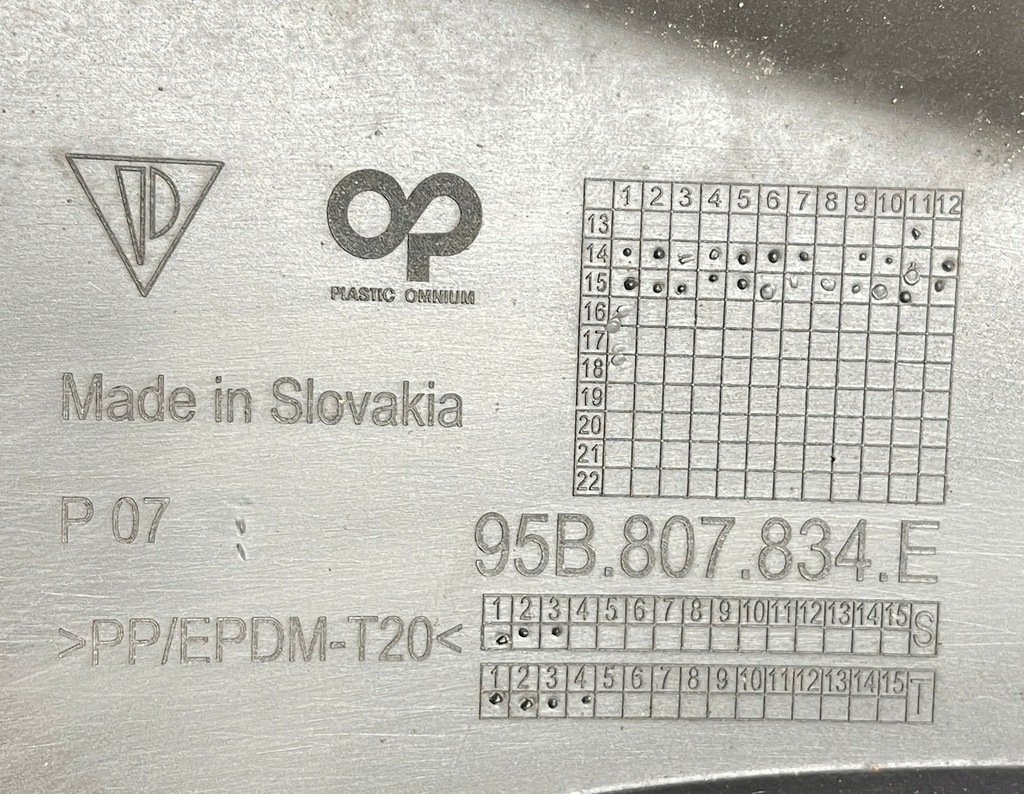 OP
PLASTIC OMNIUM
1 2 3 4 5 6 7 8 9 10 11 12
13
14
15
16
17
18
19
20
21
22
Made in Slovakia
P 07
95B.807.834.E
>PP/EPDM-T20<
1 2 3 4 5 6 7 8 9 10 11 12 13 14 15 S
1 2 3 4 5 6 7 8 9 10 11 12 13 14 15 T